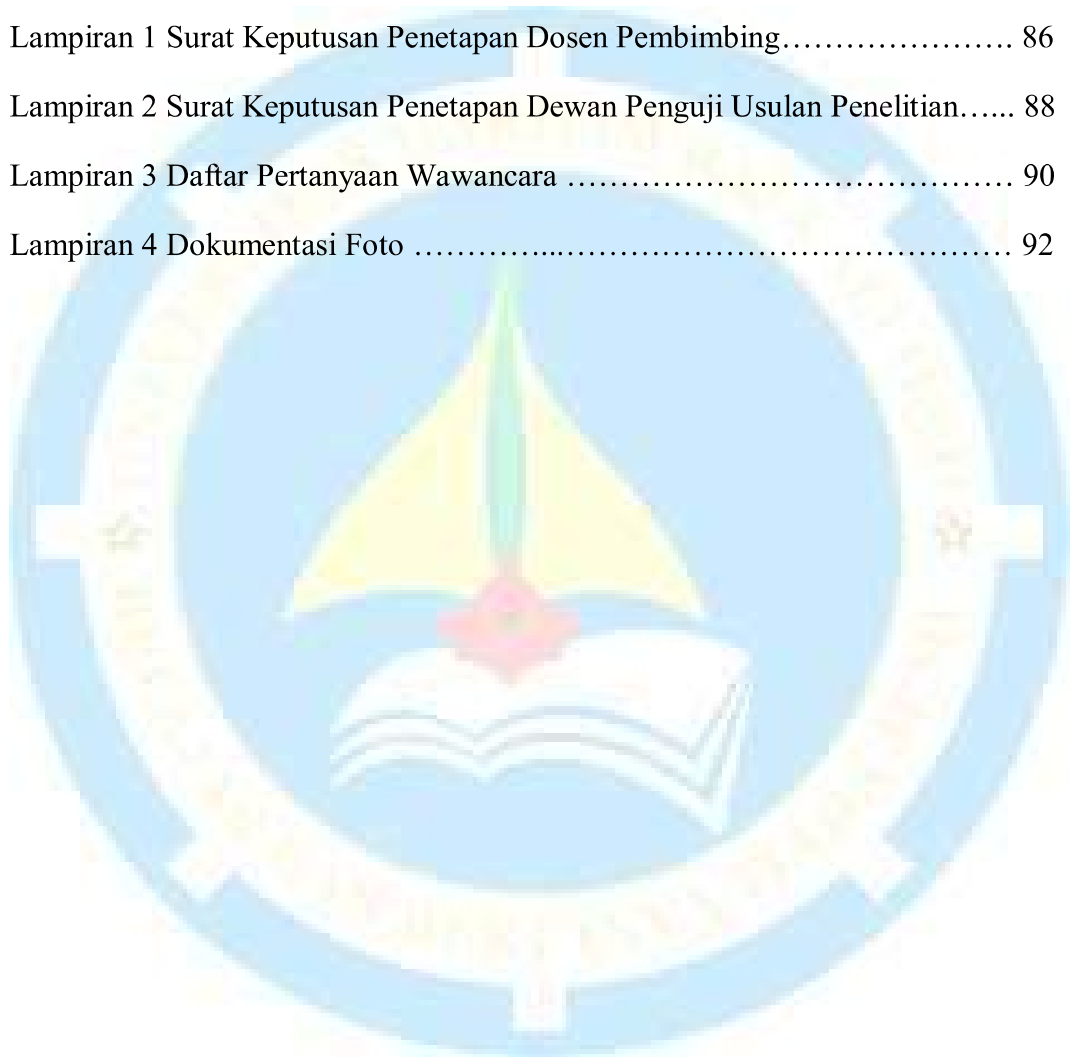 Lampiran 1 Surat Keputusan Penetapan Dosen Pembimbing…………………. 86
Lampiran 2 Surat Keputusan Penetapan Dewan Penguji Usulan Penelitian…... 88
Lampiran 3 Daftar Pertanyaan Wawancara …………………………………… 90
Lampiran 4 Dokumentasi Foto …………...…………………………………… 92